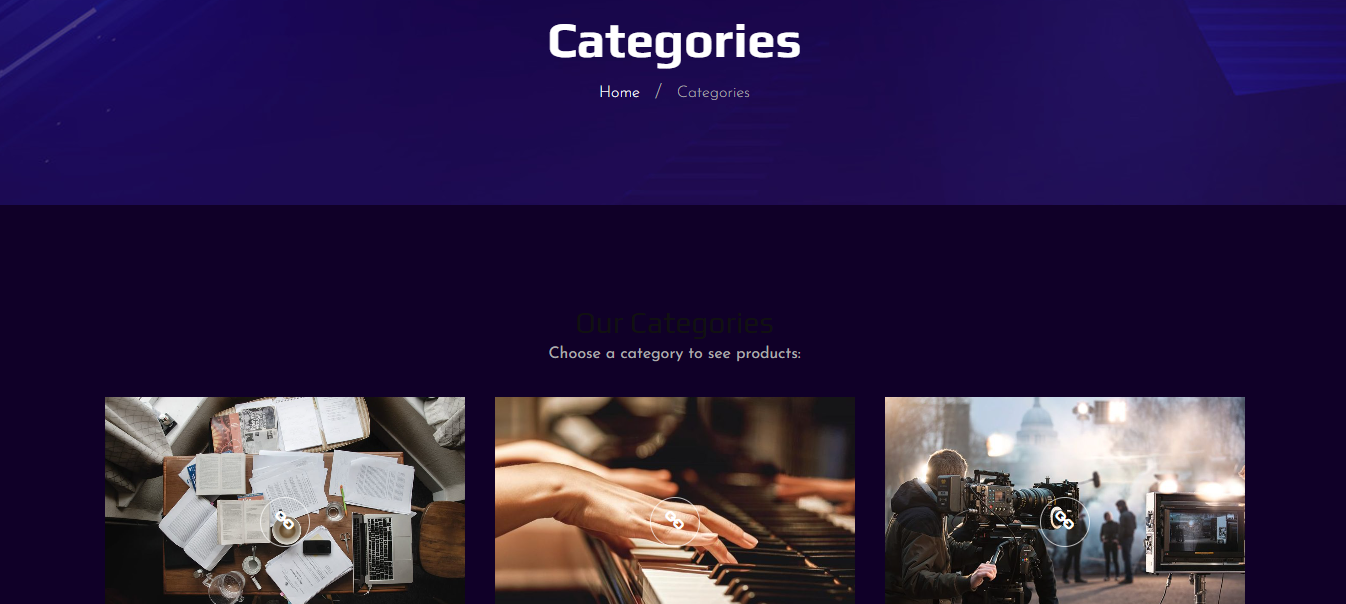 Categories
Home / Categories
Our Categories
Choose a category to see products: